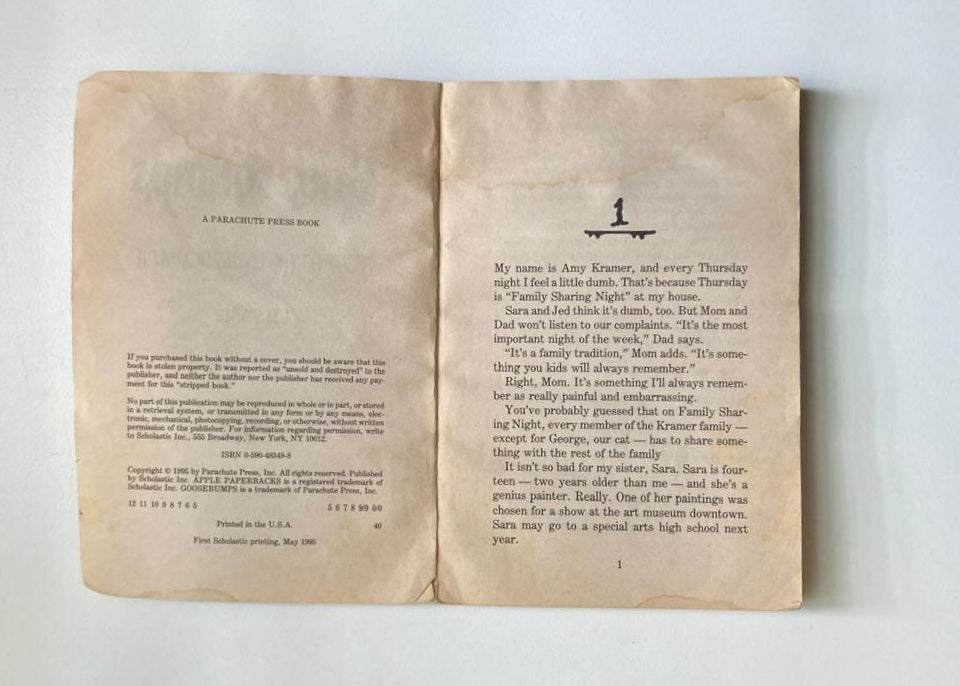 A PARACHUTE PRESS BOOK
If you purchased this book without a cover, you should be aware that this
book is stolen property. It was reported as "unsold and destroyed" to the
publisher, and neither the author nor the publisher has received any pay-
ment for this "stripped book."
No part of this publication may be reproduced in whole or in part, or stored
in a retrieval system, or transmitted in any form or by any means, elec-
tronic, mechanical, photocopying, recording, or otherwise, without written
permission of the publisher. For information regarding permission, write
to Scholastic Inc., 555 Broadway, New York, NY 10012.
ISBN 0-590-48349-8
Copyright © 1995 by Parachute Press, Inc. All rights reserved. Published
by Scholastic Inc. APPLE PAPERBACKS is a registered trademark of
Scholastic Inc. GOOSEBUMPS is a trademark of Parachute Press, Inc.
12 11 10 9 8 7 6 5 5 6 7 8 9/9 0/0
Printed in the U.S.A. 40
First Scholastic printing, May 1995
1
My name is Amy Kramer, and every Thursday
night I feel a little dumb. That's because Thursday
is "Family Sharing Night" at my house.
Sara and Jed think it's dumb, too. But Mom and
Dad won't listen to our complaints. "It's the most
important night of the week," Dad says.
"It's a family tradition," Mom adds. "It's some-
thing you kids will always remember."
Right, Mom. It's something I'll always remem-
ber as really painful and embarrassing.
You've probably guessed that on Family Shar-
ing Night, every member of the Kramer family —
except for George, our cat — has to share some-
thing with the rest of the family
It isn't so bad for my sister, Sara. Sara is four-
teen — two years older than me — and she's a
genius painter. Really. One of her paintings was
chosen for a show at the art museum downtown.
Sara may go to a special arts high school next
year.
1